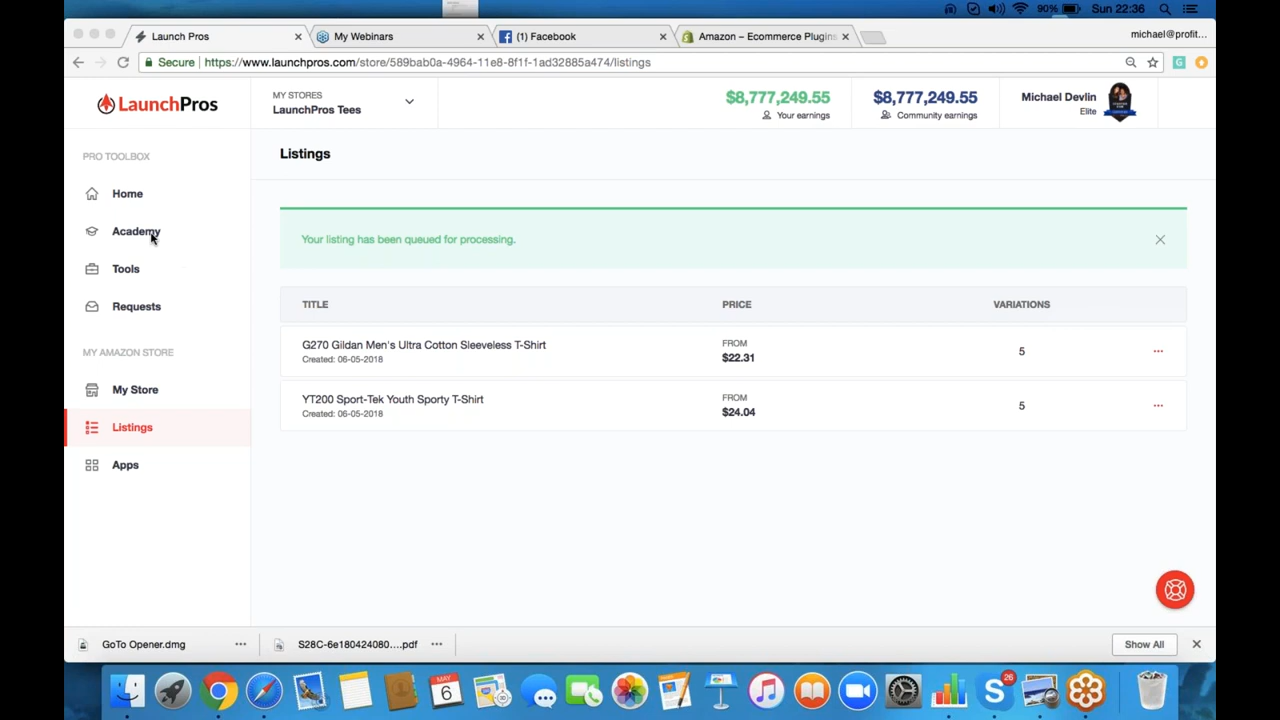 90%
Sun 22:36
Launch Pros
My Webinars
(1) Facebook
Amazon – Ecommerce Plugins
michael@profit...
Secure
https://www.launchpros.com/store/589bab0a-4964-11e8-8f1f-1ad32885a474/listings
LaunchPros
MY STORES
LaunchPros Tees
$8,777,249.55
Your earnings
$8,777,249.55
Community earnings
Michael Devlin
Elite
PRO TOOLBOX
Home
Academy
Tools
Requests
MY AMAZON STORE
My Store
Listings
Apps
Listings
Your listing has been queued for processing.
TITLE PRICE VARIATIONS
G270 Gildan Men's Ultra Cotton Sleeveless T-Shirt
Created: 06-05-2018
FROM
$22.31
5
YT200 Sport-Tek Youth Sporty T-Shirt
Created: 06-05-2018
FROM
$24.04
5
GoTo Opener.dmg
S28C-6e180424080....pdf
Show All
MAY
6
26